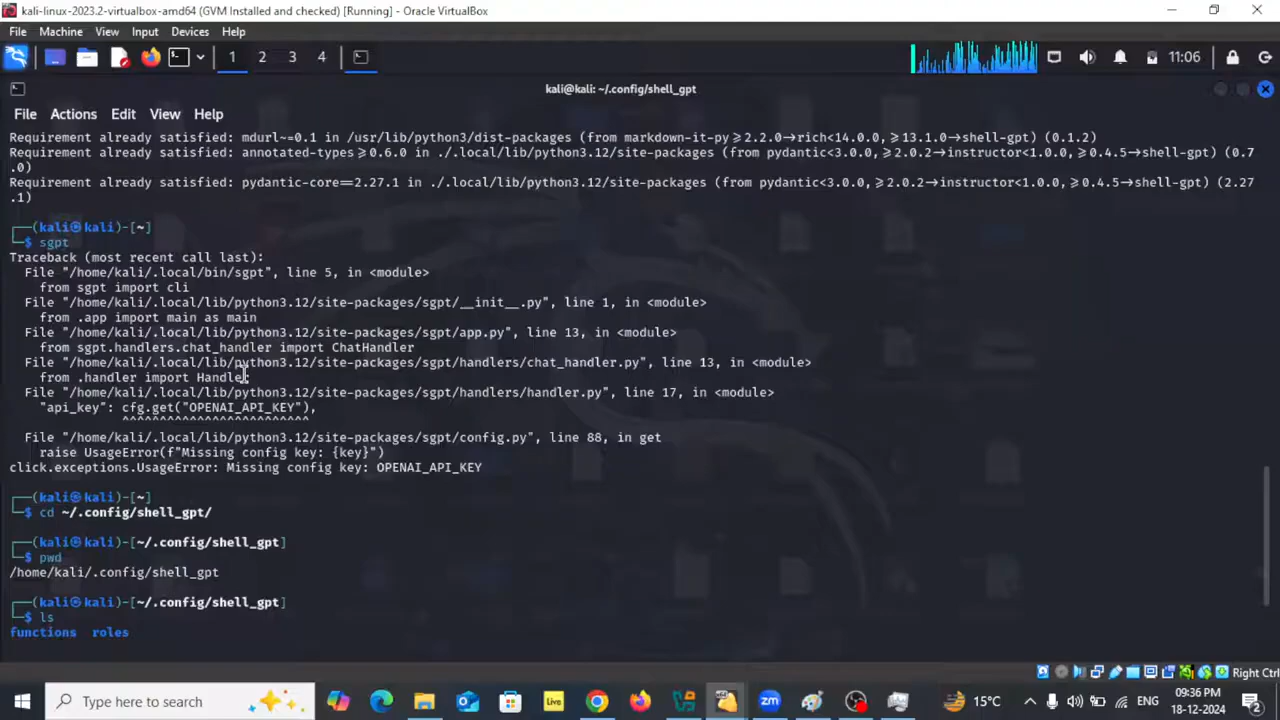 kali-linux-2023.2-virtualbox-amd64 (GVM Installed and checked) [Running] - Oracle VirtualBox
File Machine View Input Devices Help
1 2 3 4 11:06
kali@kali: ~/.config/shell_gpt
File Actions Edit View Help
Requirement already satisfied: mdurl~=0.1 in /usr/lib/python3/dist-packages (from markdown-it-py≥2.2.0→rich<14.0.0,≥13.1.0→shell-gpt) (0.1.2)
Requirement already satisfied: annotated-types≥0.6.0 in ./.local/lib/python3.12/site-packages (from pydantic<3.0.0,≥2.0.2→instructor<1.0.0,≥0.4.5→shell-gpt) (0.7
.0)
Requirement already satisfied: pydantic-core==2.27.1 in ./.local/lib/python3.12/site-packages (from pydantic<3.0.0,≥2.0.2→instructor<1.0.0,≥0.4.5→shell-gpt) (2.27
.1)
┌──(kali㉿kali)-[~]
└─$ sgpt
Traceback (most recent call last):
File "/home/kali/.local/bin/sgpt", line 5, in <module>
from sgpt import cli
File "/home/kali/.local/lib/python3.12/site-packages/sgpt/__init__.py", line 1, in <module>
from .app import main as main
File "/home/kali/.local/lib/python3.12/site-packages/sgpt/app.py", line 13, in <module>
from sgpt.handlers.chat_handler import ChatHandler
File "/home/kali/.local/lib/python3.12/site-packages/sgpt/handlers/chat_handler.py", line 13, in <module>
from .handler import Handler
File "/home/kali/.local/lib/python3.12/site-packages/sgpt/handlers/handler.py", line 17, in <module>
"api_key": cfg.get("OPENAI_API_KEY"),
^^^^^^^^^^^^^^^^^^^^^^^^^
File "/home/kali/.local/lib/python3.12/site-packages/sgpt/config.py", line 88, in get
raise UsageError(f"Missing config key: {key}")
click.exceptions.UsageError: Missing config key: OPENAI_API_KEY
┌──(kali㉿kali)-[~]
└─$ cd ~/.config/shell_gpt/
┌──(kali㉿kali)-[~/.config/shell_gpt]
└─$ pwd
/home/kali/.config/shell_gpt
┌──(kali㉿kali)-[~/.config/shell_gpt]
└─$ ls
functions roles
Right Ctrl
Type here to search
Live
zm
15°C
ENG
09:36 PM
18-12-2024
2